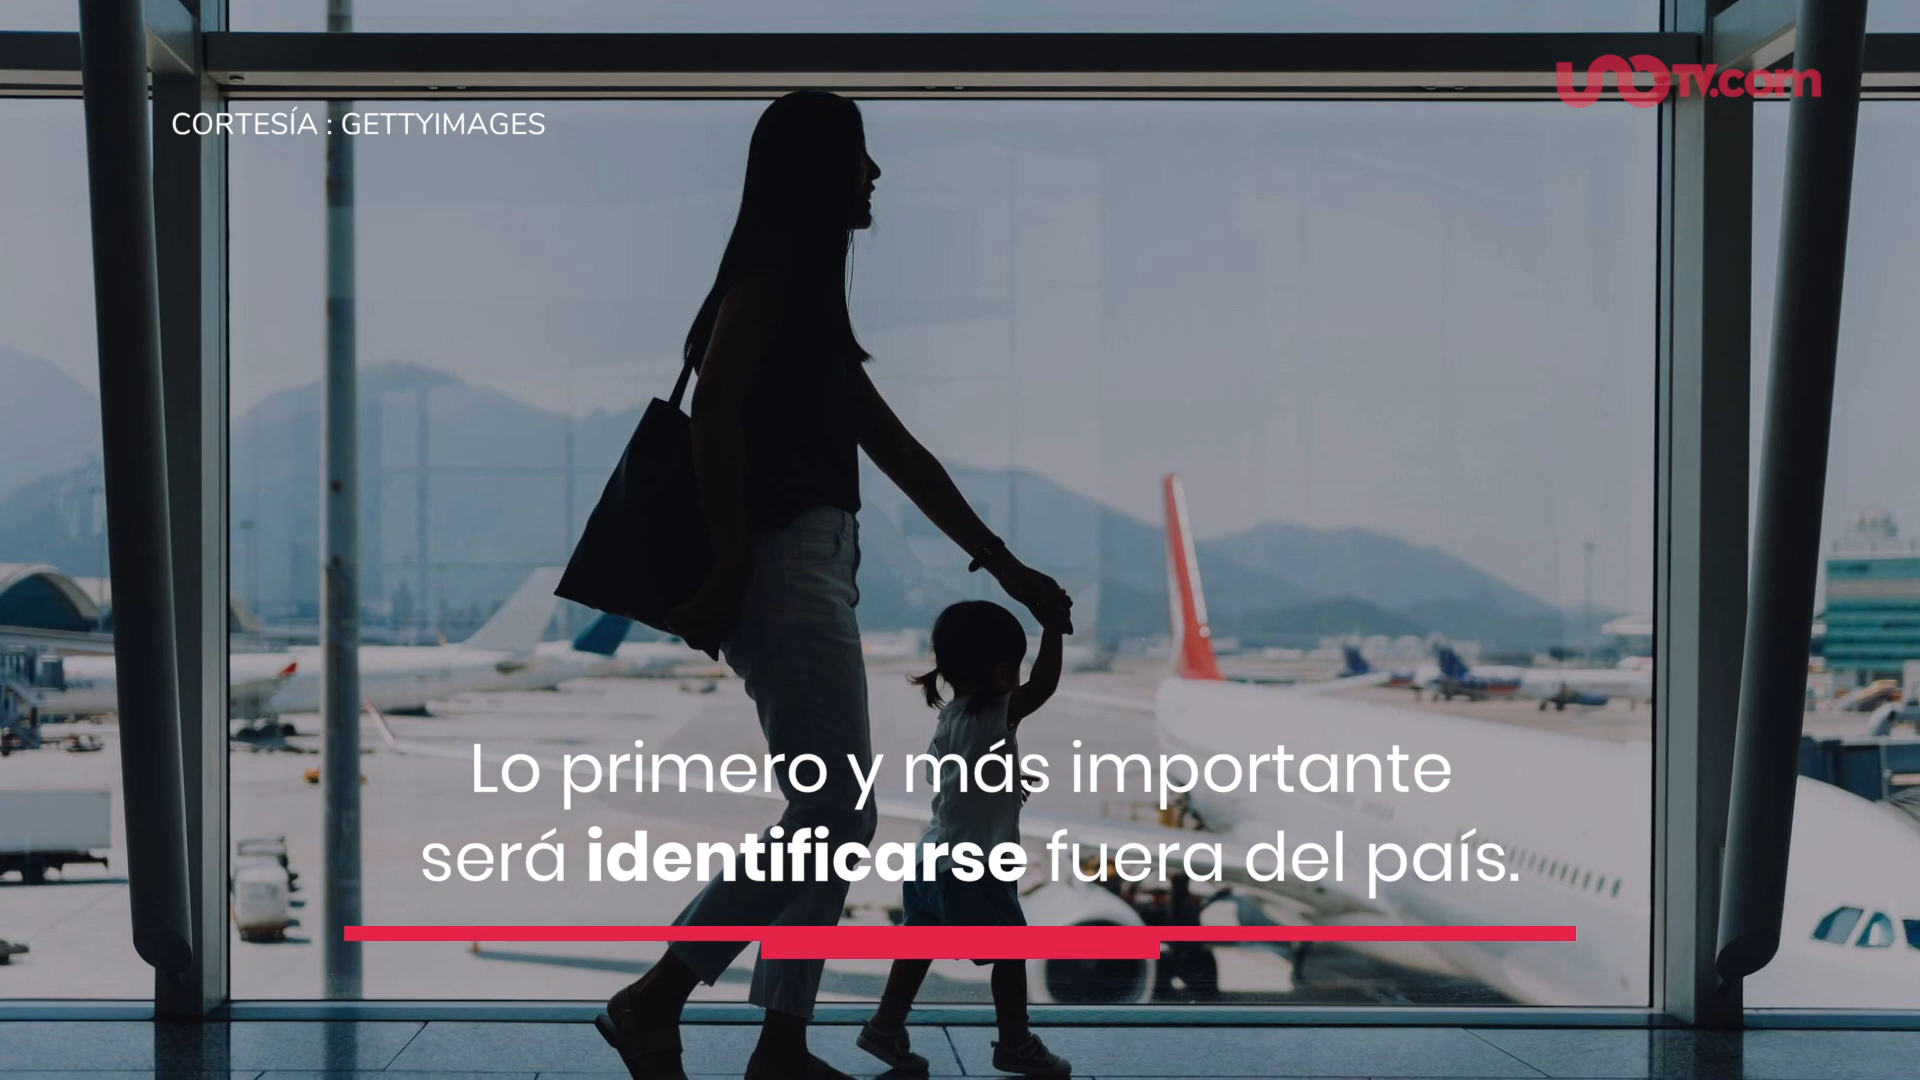 UNOTV.com
CORTESÍA : GETTYIMAGES
Lo primero y más importante
será identificarse fuera del país.